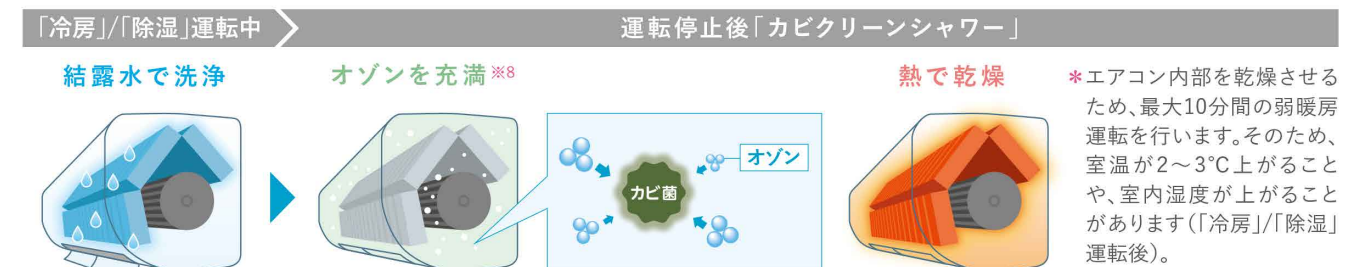 「冷房」/「除湿」運転中
運転停止後「カビクリーンシャワー」
結露水で洗浄
オゾンを充満※8
熱で乾燥
オゾン
カビ菌
＊エアコン内部を乾燥させる
ため、最大10分間の弱暖房
運転を行います。そのため、
室温が2～3℃上がること
や、室内湿度が上がること
があります（「冷房」/「除湿」
運転後）。